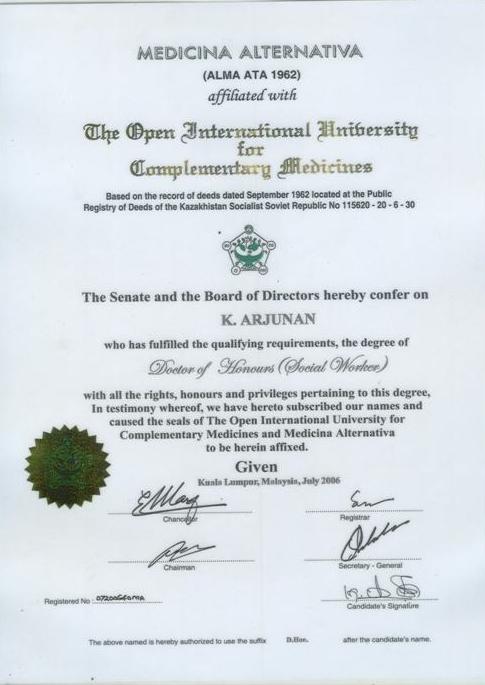 MEDICINA ALTERNATIVA
(ALMA ATA 1962)
affiliated with
The Open International University
for
Complementary Medicines
Based on the record of deeds dated September 1962 located at the Public
Registry of Deeds of the Kazakhistan Socialist Soviet Republic No 115620 - 20 - 6 - 30
The Senate and the Board of Directors hereby confer on
K. ARJUNAN
who has fulfilled the qualifying requirements, the degree of
Doctor of Honours (Social Worker)
with all the rights, honours and privileges pertaining to this degree,
In testimony whereof, we have hereto subscribed our names and
caused the seals of The Open International University for
Complementary Medicines and Medicina Alternativa
to be herein affixed.
Given
Kuala Lumpur, Malaysia, July 2006
Chancellor
Registrar
Chairman
Secretary - General
Candidate's Signature
Registered No :
The above named is hereby authorized to use the suffix D.Hon. after the candidate's name.